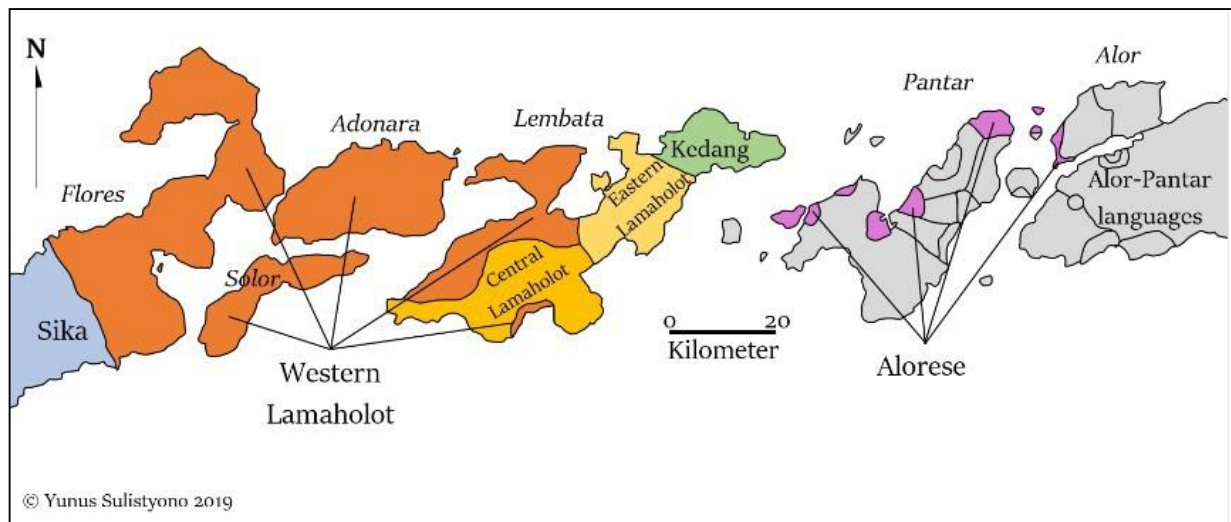 N
Flores
Adonara
Lembata
Pantar
Alor
Kedang
Eastern
Lamaholot
Central
Lamaholot
Solor
Sika
Alor-Pantar
languages
0 20
Kilometer
Western
Lamaholot
Alorese
© Yunus Sulistyono 2019